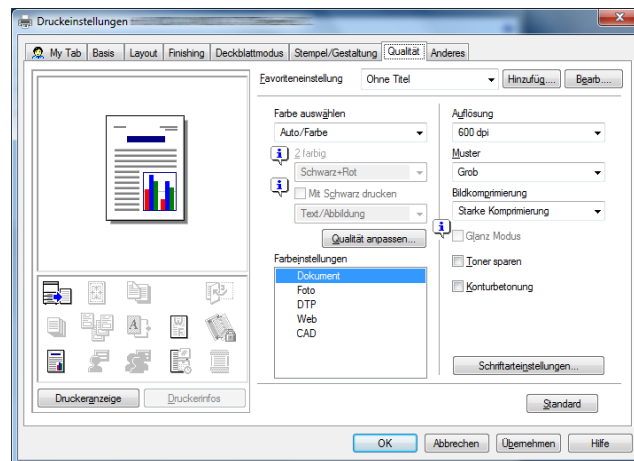 Druckeinstellungen
My Tab Basis Layout Finishing Deckblattmodus Stempel/Gestaltung Qualität Anderes
Favoriteneinstellung Ohne Titel Hinzufüg.... Bearb....
Farbe auswählen
Auto/Farbe
2 farbig
Schwarz+Rot
Mit Schwarz drucken
Text/Abbildung
Qualität anpassen...
Farbeinstellungen
Dokument
Foto
DTP
Web
CAD
Auflösung
600 dpi
Muster
Grob
Bildkomprimierung
Starke Komprimierung
Glanz Modus
Toner sparen
Konturbetonung
Schriftarteinstellungen...
Druckeranzeige Druckerinfos
Standard
OK Abbrechen Übernehmen Hilfe